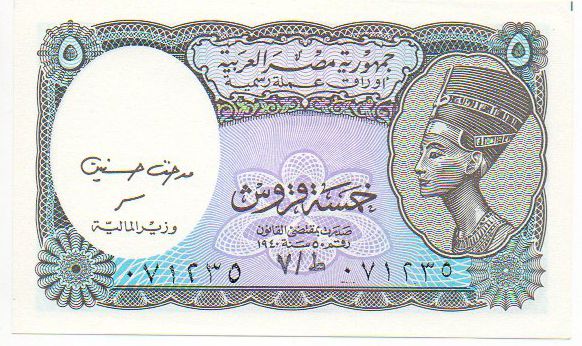 ٥ ٥
جمهورية مصر العربية
أوراق عملة رسمية
مدحت حسنين
وزير المالية
خمسة قروش
صدرت بمقتضى القانون
رقم ٥٠ سنة ١٩٤٠
ط/٧
٠٧١٢٣٥ ٠٧١٢٣٥